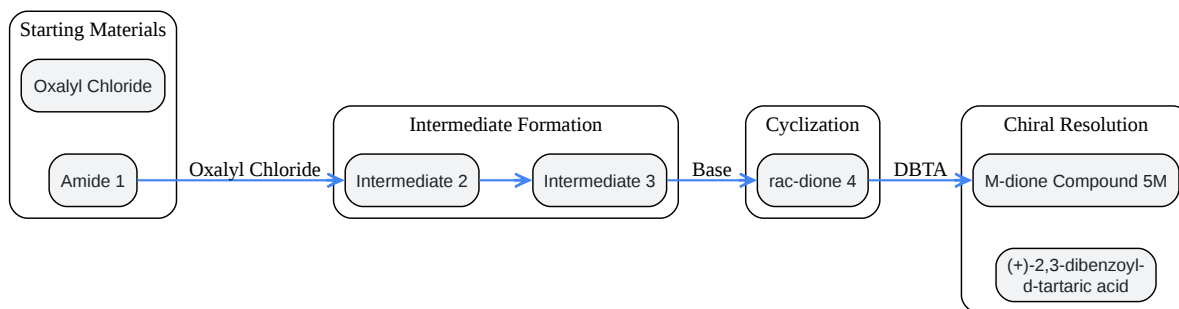 Starting Materials
Oxalyl Chloride
Amide 1
Oxalyl Chloride
Intermediate Formation
Intermediate 2
Intermediate 3
Base
Cyclization
rac-dione 4
DBTA
Chiral Resolution
M-dione Compound 5M
(+)-2,3-dibenzoyl-
d-tartaric acid